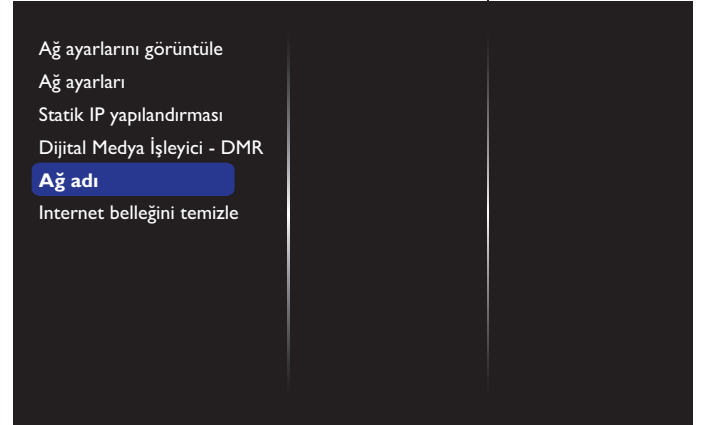 Ağ ayarlarını görüntüle
Ağ ayarları
Statik IP yapılandırması
Dijital Medya İşleyici - DMR
Ağ adı
Internet belleğini temizle